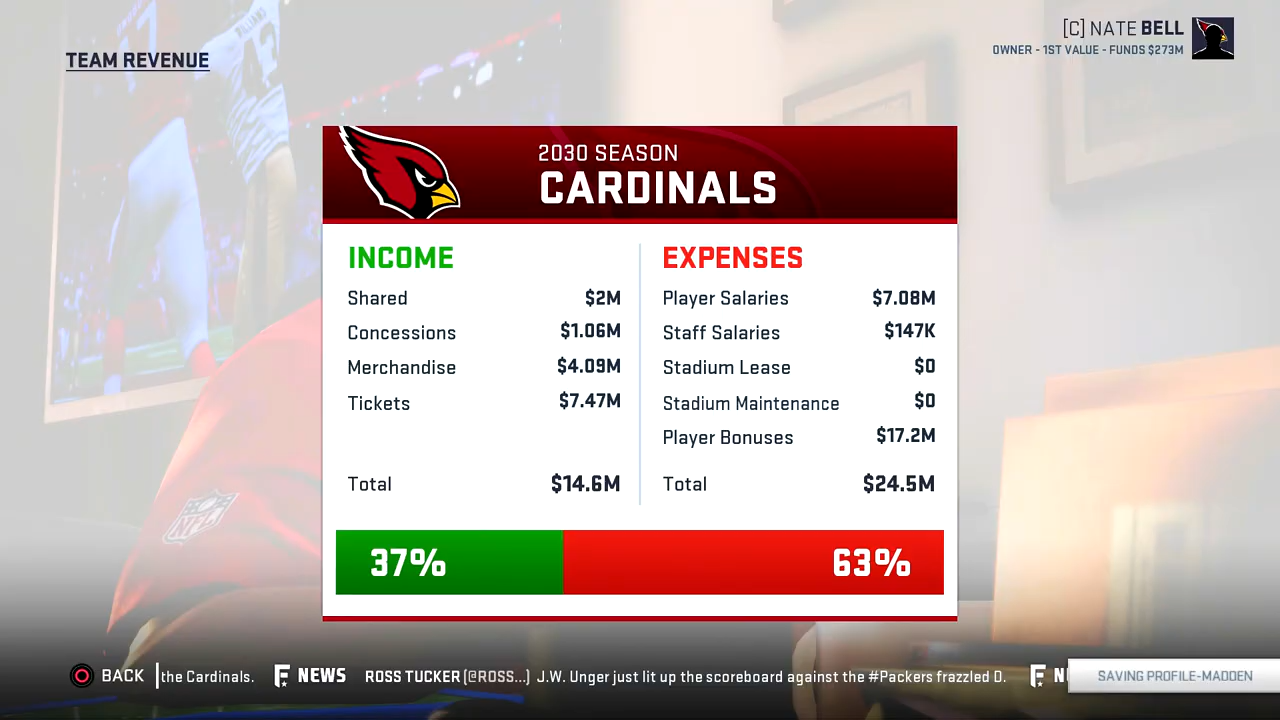 TEAM REVENUE
[C] NATE BELL
OWNER - 1ST VALUE - FUNDS $273M
2030 SEASON
CARDINALS
INCOME
Shared $2M
Concessions $1.06M
Merchandise $4.09M
Tickets $7.47M
Total $14.6M
EXPENSES
Player Salaries $7.08M
Staff Salaries $147K
Stadium Lease $0
Stadium Maintenance $0
Player Bonuses $17.2M
Total $24.5M
37% 63%
NFL
BACK the Cardinals. NEWS ROSS TUCKER (@ROSS...) J.W. Unger just lit up the scoreboard against the #Packers frazzled D.
SAVING PROFILE-MADDEN